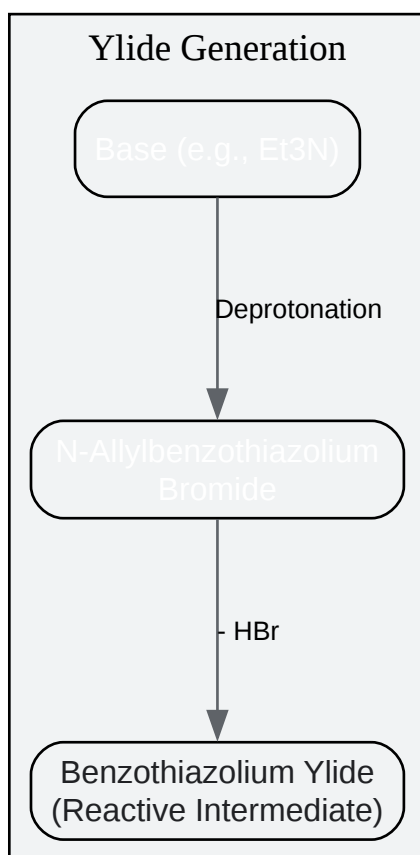 Ylide Generation
Base (e.g., Et3N)
Deprotonation
N-Allylbenzothiazolium
Bromide
- HBr
Benzothiazolium Ylide
(Reactive Intermediate)